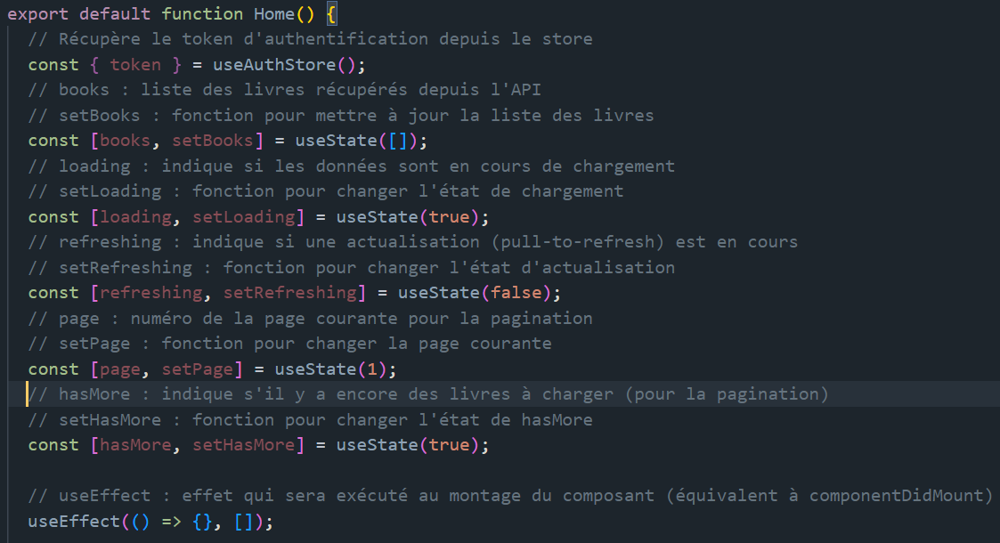 export default function Home() {
// Récupère le token d'authentification depuis le store
const { token } = useAuthStore();
// books : liste des livres récupérés depuis l'API
// setBooks : fonction pour mettre à jour la liste des livres
const [books, setBooks] = useState([]);
// loading : indique si les données sont en cours de chargement
// setLoading : fonction pour changer l'état de chargement
const [loading, setLoading] = useState(true);
// refreshing : indique si une actualisation (pull-to-refresh) est en cours
// setRefreshing : fonction pour changer l'état d'actualisation
const [refreshing, setRefreshing] = useState(false);
// page : numéro de la page courante pour la pagination
// setPage : fonction pour changer la page courante
const [page, setPage] = useState(1);
// hasMore : indique s'il y a encore des livres à charger (pour la pagination)
// setHasMore : fonction pour changer l'état de hasMore
const [hasMore, setHasMore] = useState(true);
// useEffect : effet qui sera exécuté au montage du composant (équivalent à componentDidMount)
useEffect(() => {}, []);